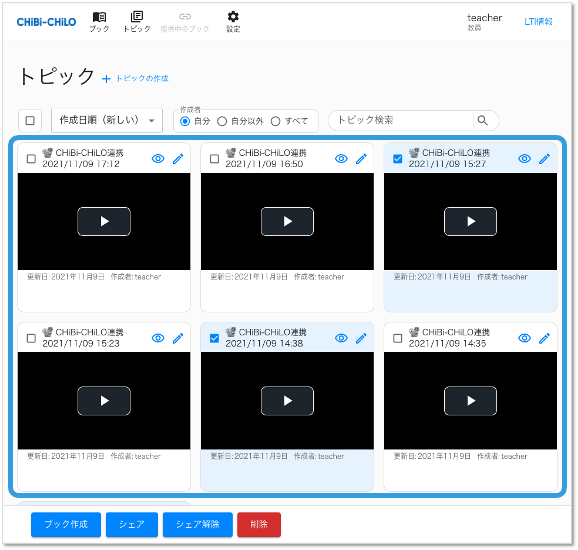 CHiBi-CHiLO
ブック
トピック
提供中のブック
設定
teacher
教員
LTI情報
トピック
+ トピックの作成
作成日順（新しい）
作成者
自分
自分以外
すべて
トピック検索
CHiBi-CHiLO連携
2021/11/09 17:12
CHiBi-CHiLO連携
2021/11/09 16:50
CHiBi-CHiLO連携
2021/11/09 15:27
更新日:2021年11月9日 作成者:teacher
更新日:2021年11月9日 作成者:teacher
更新日:2021年11月9日 作成者:teacher
CHiBi-CHiLO連携
2021/11/09 15:23
CHiBi-CHiLO連携
2021/11/09 14:38
CHiBi-CHiLO連携
2021/11/09 14:35
更新日:2021年11月9日 作成者:teacher
更新日:2021年11月9日 作成者:teacher
更新日:2021年11月9日 作成者:teacher
ブック作成
シェア
シェア解除
削除